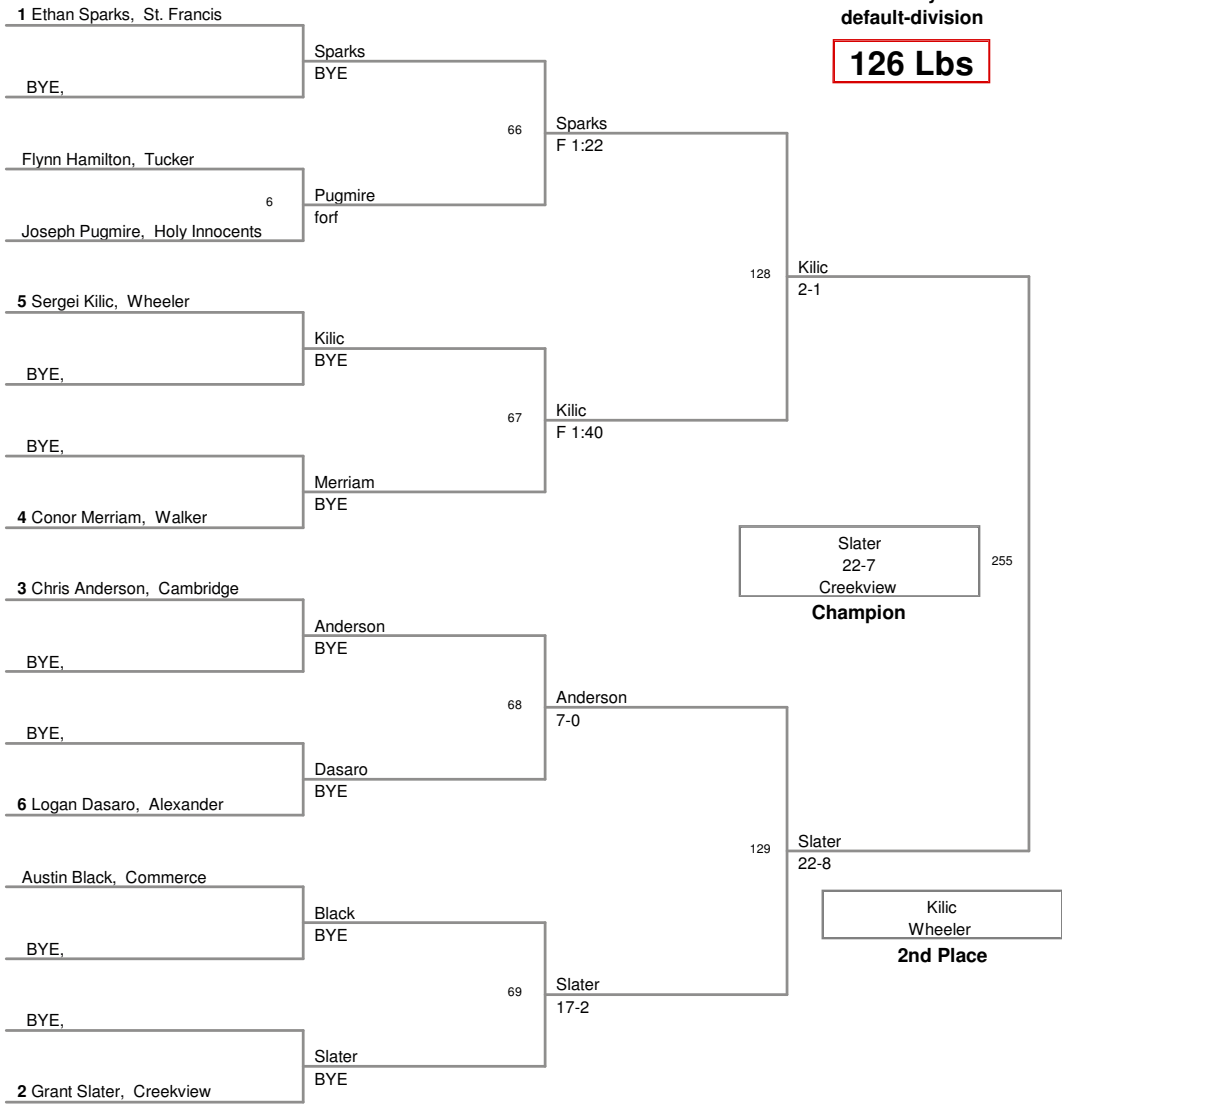 default-division
126 Lbs
1 Ethan Sparks, St. Francis
Sparks
BYE
BYE,
66
Sparks
F 1:22
Flynn Hamilton, Tucker
6
Pugmire
forf
Joseph Pugmire, Holy Innocents
128
Kilic
2-1
5 Sergei Kilic, Wheeler
Kilic
BYE
BYE,
67
Kilic
F 1:40
BYE,
Merriam
BYE
4 Conor Merriam, Walker
Slater
22-7
Creekview
Champion
255
3 Chris Anderson, Cambridge
Anderson
BYE
BYE,
68
Anderson
7-0
BYE,
Dasaro
BYE
6 Logan Dasaro, Alexander
129
Slater
22-8
Austin Black, Commerce
Black
BYE
BYE,
Kilic
Wheeler
2nd Place
69
Slater
17-2
BYE,
Slater
BYE
2 Grant Slater, Creekview